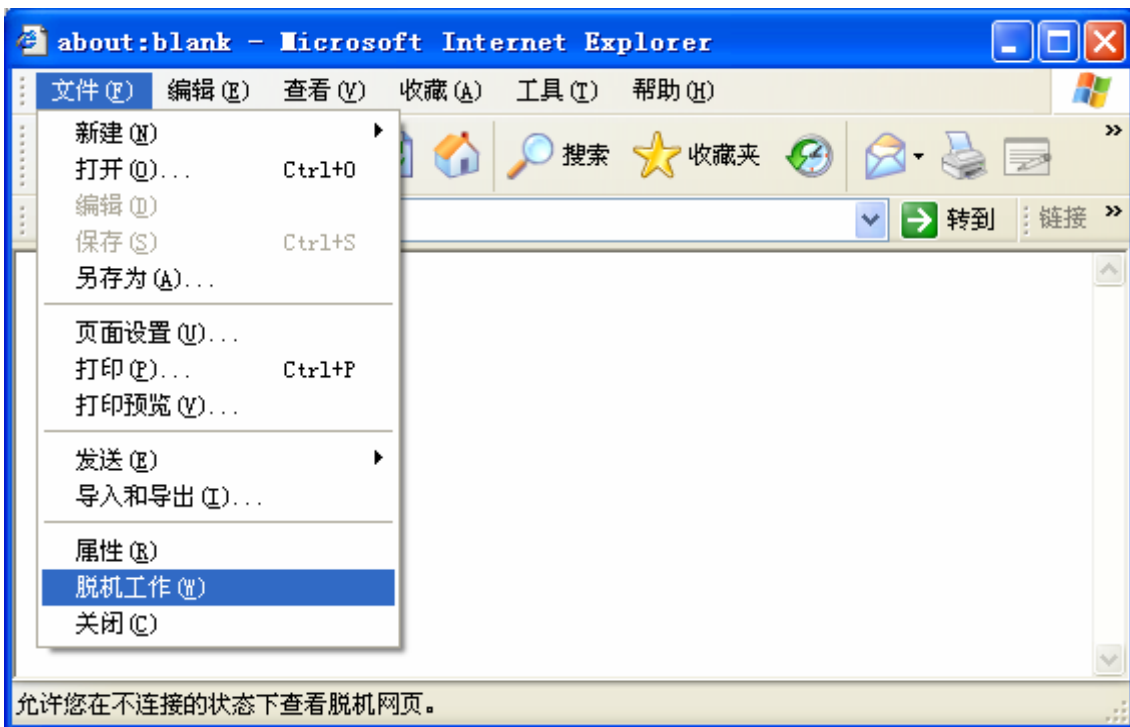 about:blank - Microsoft Internet Explorer
文件(F) 编辑(E) 查看(V) 收藏(A) 工具(T) 帮助(H)
新建(N)
打开(O)... Ctrl+O
编辑(D)
保存(S) Ctrl+S
另存为(A)...
页面设置(U)...
打印(P)... Ctrl+P
打印预览(V)...
发送(E)
导入和导出(I)...
属性(R)
脱机工作(W)
关闭(C)
搜索 收藏夹 »
转到 链接 »
允许您在不连接的状态下查看脱机网页。